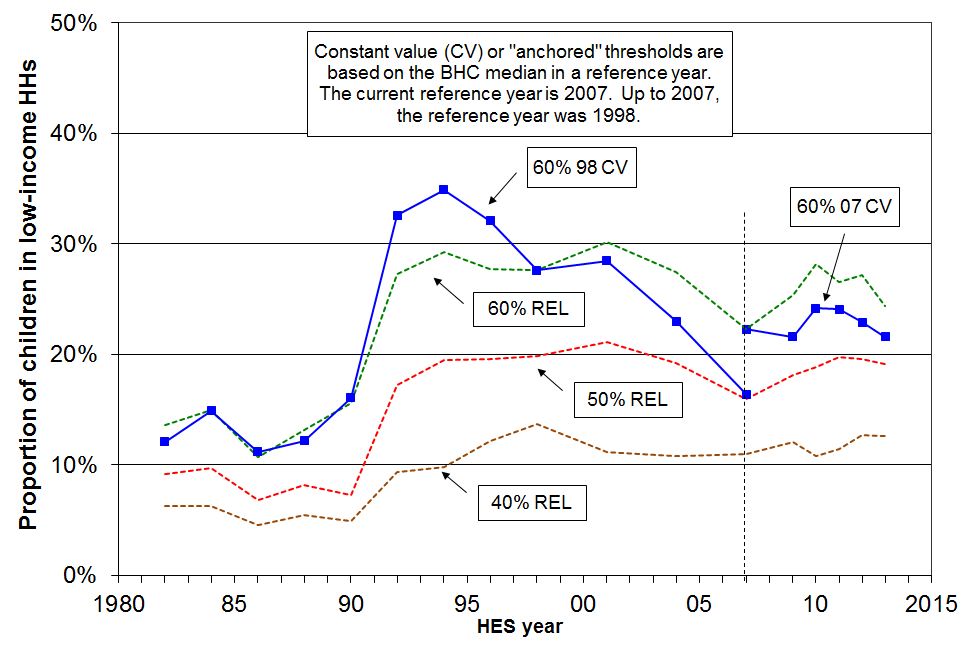 50%
Constant value (CV) or "anchored" thresholds are
based on the BHC median in a reference year.
The current reference year is 2007.  Up to 2007,
the reference year was 1998.
40%
60% 98 CV
60% 07 CV
30%
60% REL
20%
50% REL
10%
40% REL
0%
Proportion of children in low-income HHs
1980 85 90 95 00 05 10 2015
HES year